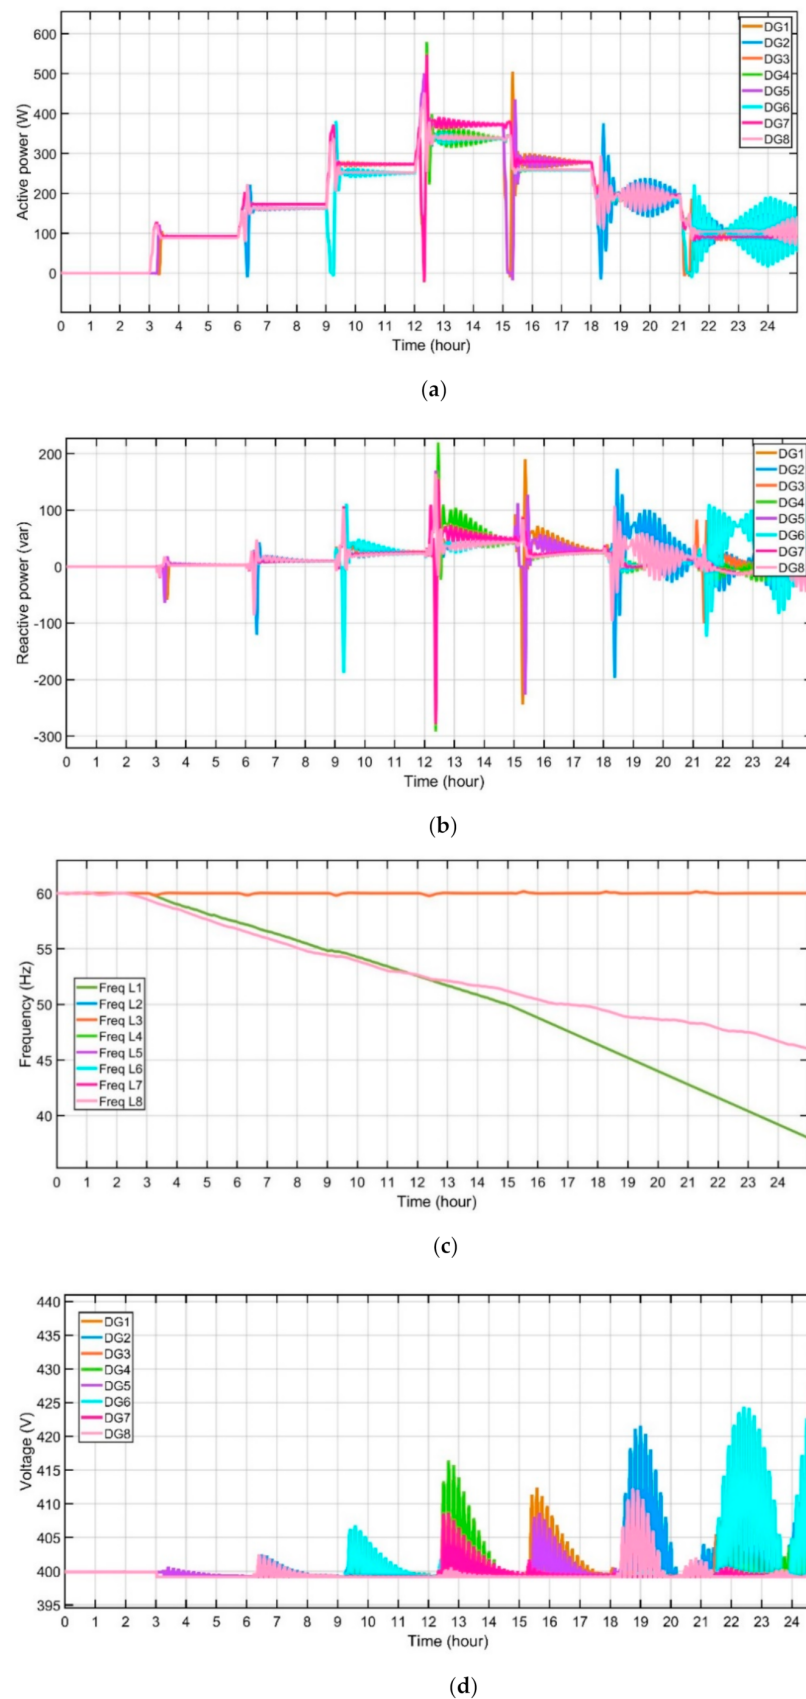 600
500
400
300
200
100
0
Active power (W)
DG1
DG2
DG3
DG4
DG5
DG6
DG7
DG8
0 1 2 3 4 5 6 7 8 9 10 11 12 13 14 15 16 17 18 19 20 21 22 23 24
Time (hour)
(a)
200
100
0
-100
-200
-300
Reactive power (var)
DG1
DG2
DG3
DG4
DG5
DG6
DG7
DG8
0 1 2 3 4 5 6 7 8 9 10 11 12 13 14 15 16 17 18 19 20 21 22 23 24
Time (hour)
(b)
60
55
50
45
40
Frequency (Hz)
Freq L1
Freq L2
Freq L3
Freq L4
Freq L5
Freq L6
Freq L7
Freq L8
0 1 2 3 4 5 6 7 8 9 10 11 12 13 14 15 16 17 18 19 20 21 22 23 24
Time (hour)
(c)
440
435
430
425
420
415
410
405
400
395
Voltage (V)
DG1
DG2
DG3
DG4
DG5
DG6
DG7
DG8
0 1 2 3 4 5 6 7 8 9 10 11 12 13 14 15 16 17 18 19 20 21 22 23 24
Time (hour)
(d)